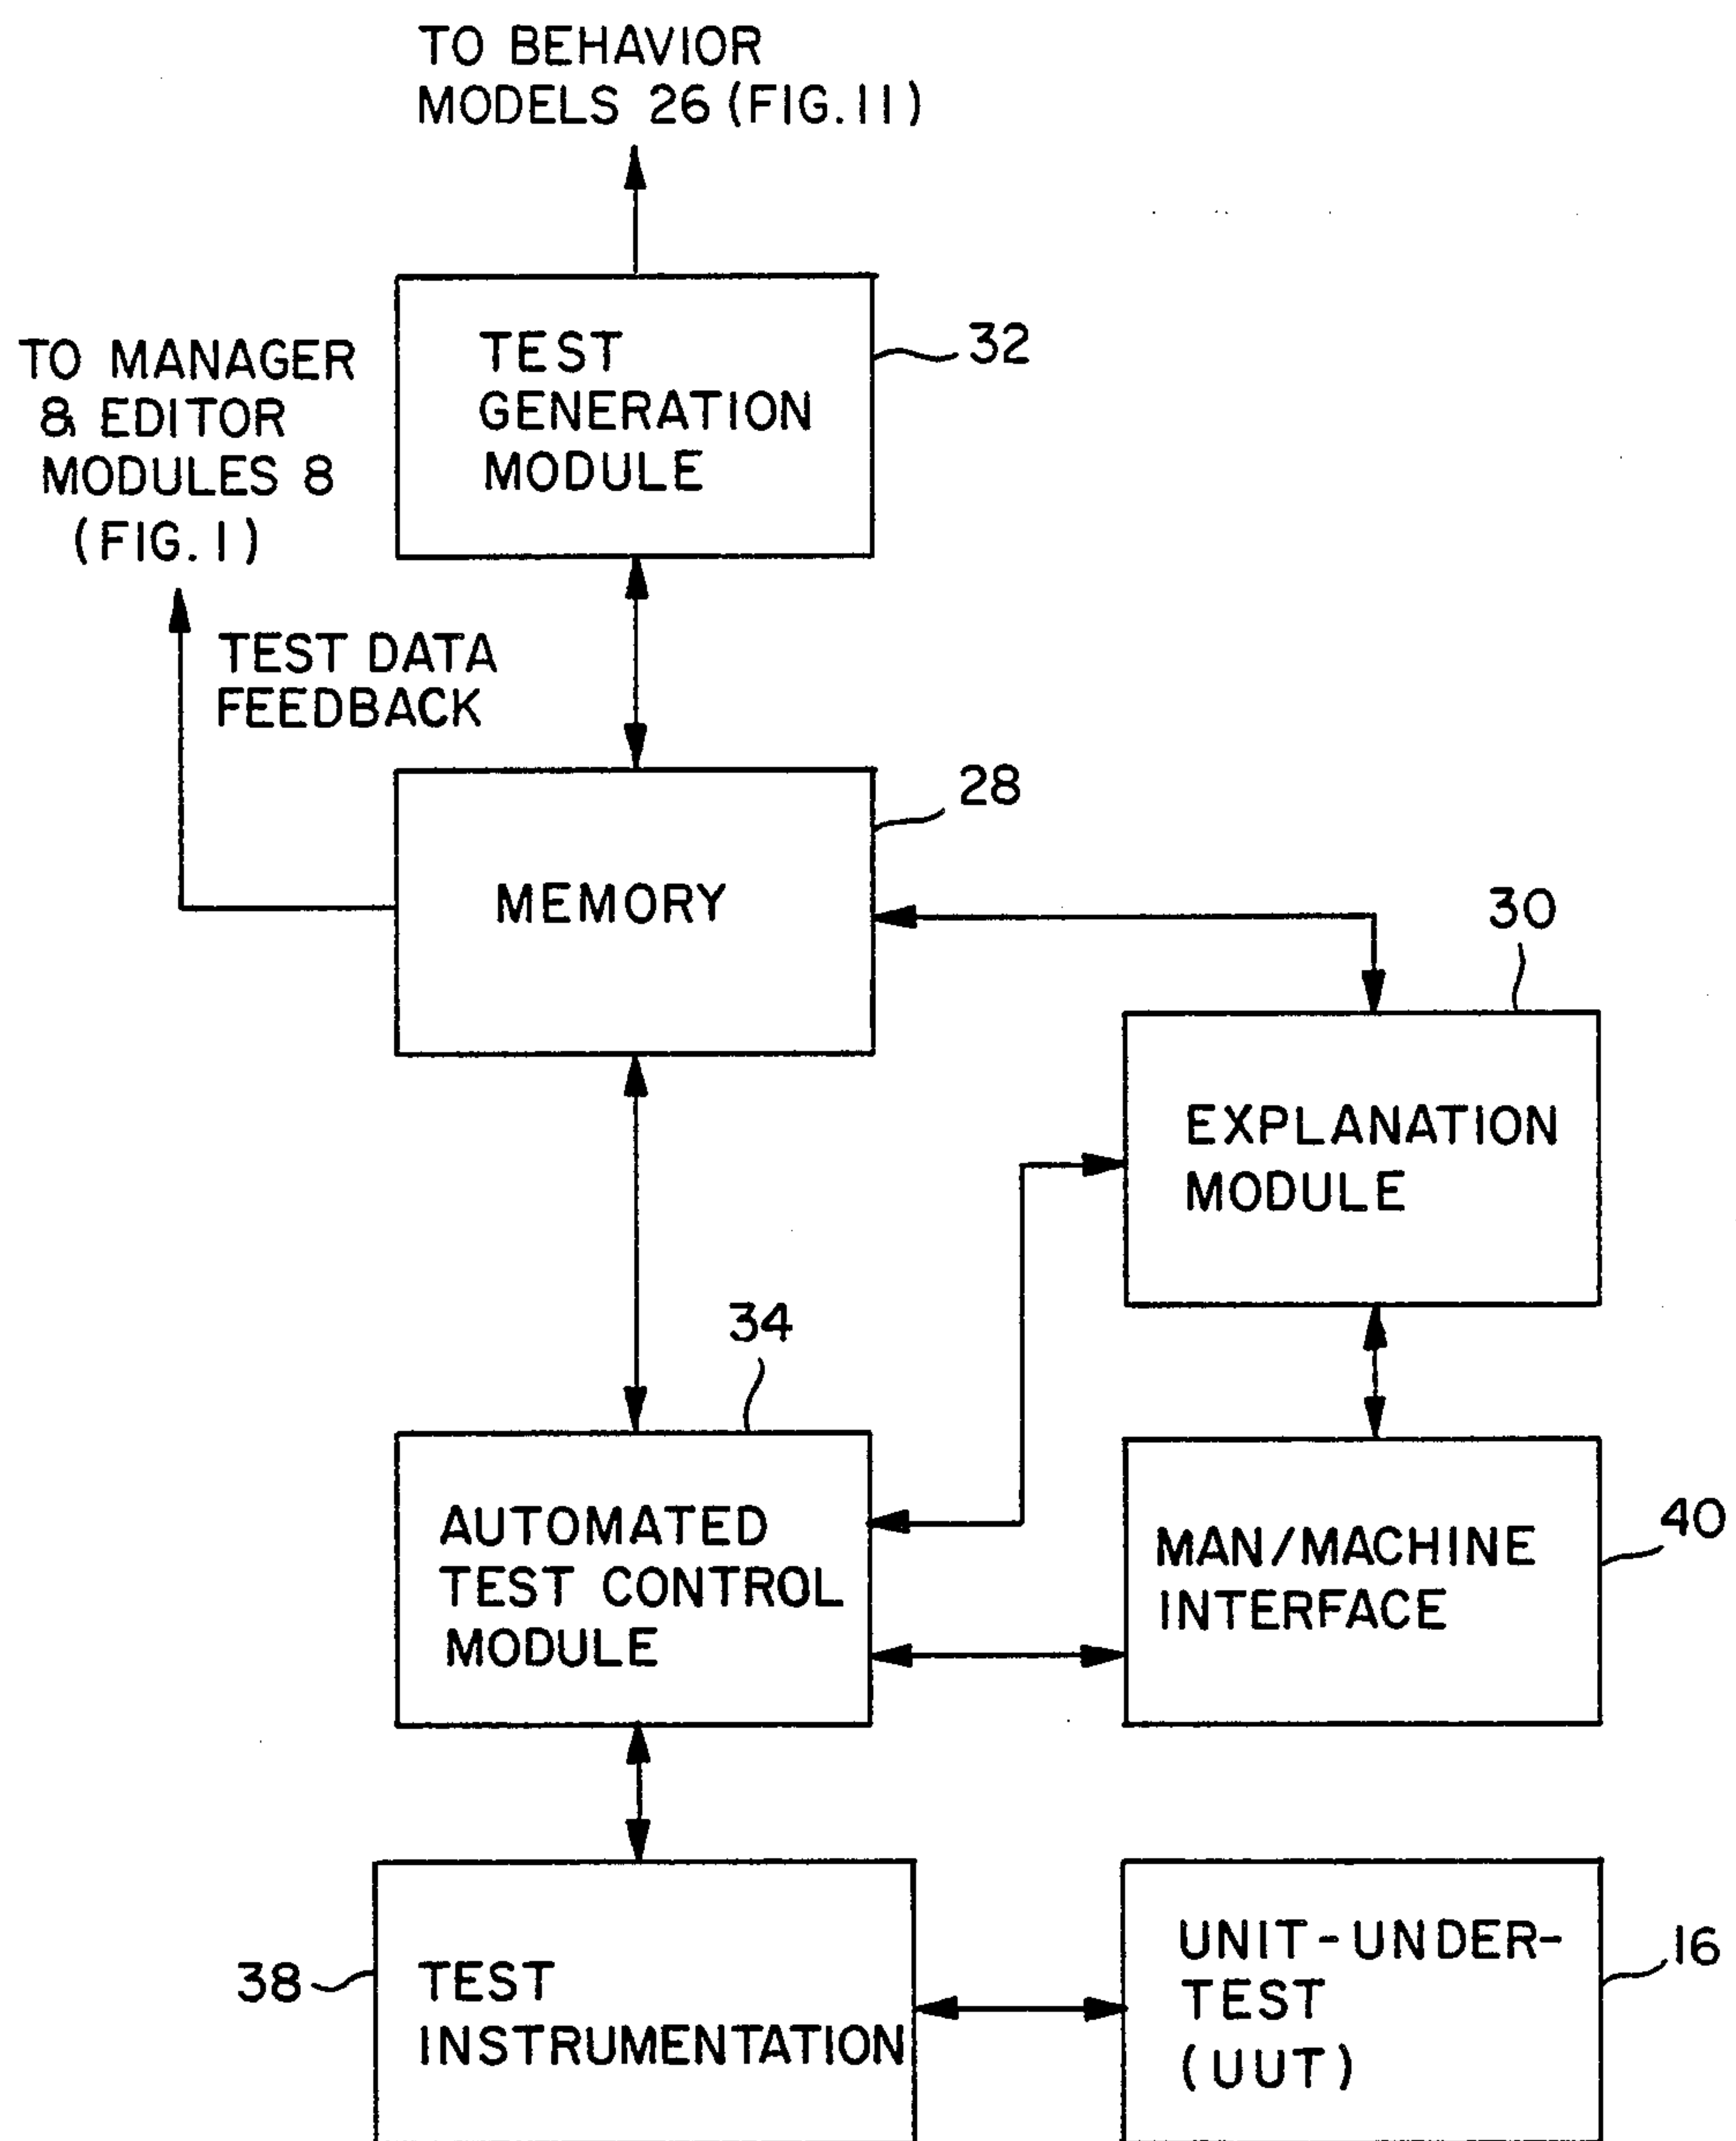 TO BEHAVIOR
MODELS 26 (FIG. 11)
TEST
GENERATION
MODULE
32
TO MANAGER
& EDITOR
MODULES 8
(FIG. 1)
TEST DATA
FEEDBACK
28
MEMORY
30
EXPLANATION
MODULE
34
AUTOMATED
TEST CONTROL
MODULE
MAN/MACHINE
INTERFACE
40
38
TEST
INSTRUMENTATION
UNIT-UNDER-
TEST
(UUT)
16